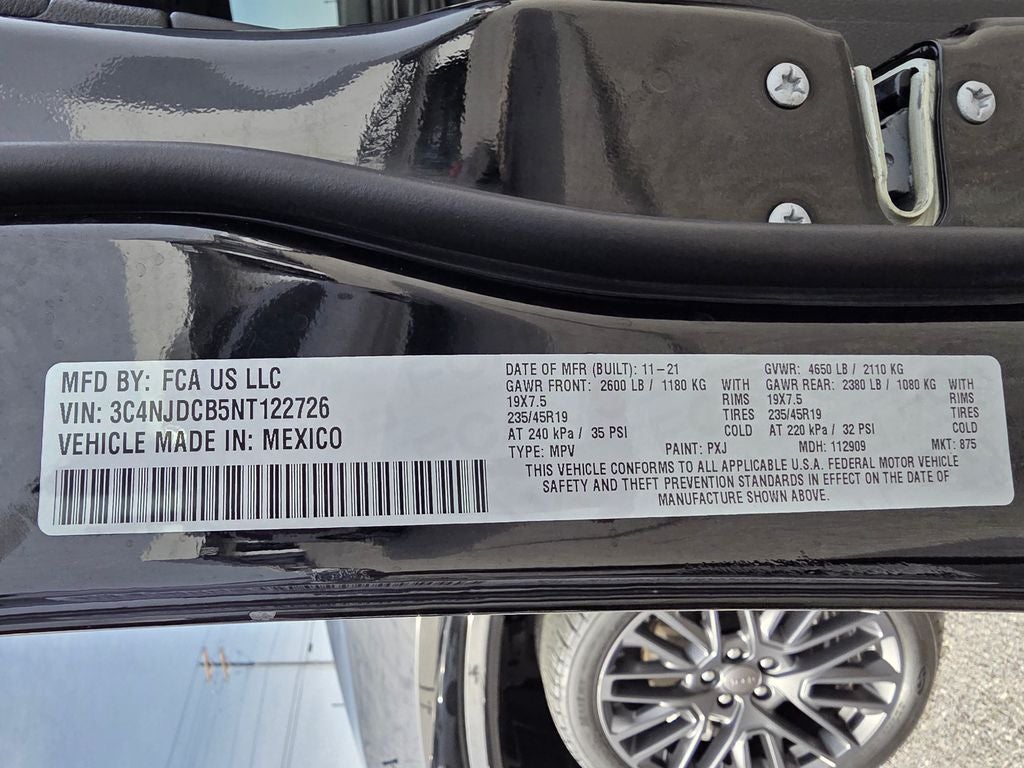 MFD BY: FCA US LLC
VIN: 3C4NJDCB5NT122726
VEHICLE MADE IN: MEXICO
DATE OF MFR (BUILT): 11-21 GVWR: 4650 LB / 2110 KG
GAWR FRONT: 2600 LB / 1180 KG WITH GAWR REAR: 2380 LB / 1080 KG WITH
19X7.5 RIMS 19X7.5 RIMS
235/45R19 TIRES 235/45R19 TIRES
AT 240 kPa / 35 PSI COLD AT 220 kPa / 32 PSI COLD
TYPE: MPV PAINT: PXJ MDH: 112909 MKT: 875
THIS VEHICLE CONFORMS TO ALL APPLICABLE U.S.A. FEDERAL MOTOR VEHICLE
SAFETY AND THEFT PREVENTION STANDARDS IN EFFECT ON THE DATE OF
MANUFACTURE SHOWN ABOVE.